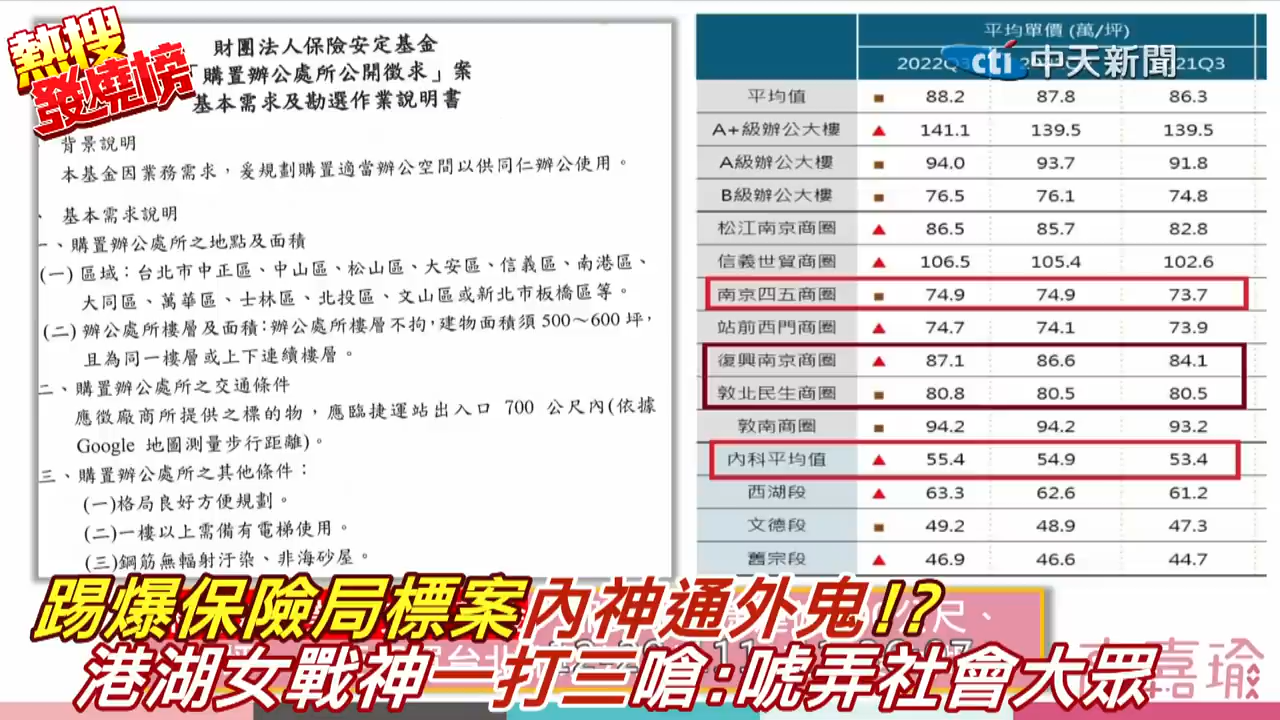 熱搜
發燒榜
財團法人保險安定基金
「購置辦公處所公開徵求」案
基本需求及勘選作業說明書
、背景說明
本基金因業務需求，爰規劃購置適當辦公空間以供同仁辦公使用。
、基本需求說明
一、購置辦公處所之地點及面積
(一) 區域：台北市中正區、中山區、松山區、大安區、信義區、南港區、
大同區、萬華區、士林區、北投區、文山區或新北市板橋區等。
(二) 辦公處所樓層及面積：辦公處所樓層不拘，建物面積須 500～600 坪，
且為同一樓層或上下連續樓層。
二、購置辦公處所之交通條件
應徵廠商所提供之標的物，應臨捷運站出入口 700 公尺內(依據
Google 地圖測量步行距離)。
三、購置辦公處所之其他條件：
(一)格局良好方便規劃。
(二)一樓以上需備有電梯使用。
(三)鋼筋無輻射汙染、非海砂屋。
平均單價 (萬/坪)
cti 中天新聞
2022Q3 21Q3
平均值 ■ 88.2 87.8 86.3
A+級辦公大樓 ▲ 141.1 139.5 139.5
A級辦公大樓 ■ 94.0 93.7 91.8
B級辦公大樓 ■ 76.5 76.1 74.8
松江南京商圈 ▲ 86.5 85.7 82.8
信義世貿商圈 ▲ 106.5 105.4 102.6
南京四五商圈 ■ 74.9 74.9 73.7
站前西門商圈 ▲ 74.7 74.1 73.9
復興南京商圈 ▲ 87.1 86.6 84.1
敦北民生商圈 ■ 80.8 80.5 80.5
敦南商圈 ■ 94.2 94.2 93.2
內科平均值 ▲ 55.4 54.9 53.4
西湖段 ▲ 63.3 62.6 61.2
文德段 ■ 49.2 48.9 47.3
舊宗段 ▲ 46.9 46.6 44.7
踢爆保險局標案內神通外鬼!?
港湖女戰神一打三嗆:唬弄社會大眾
嘉瑜